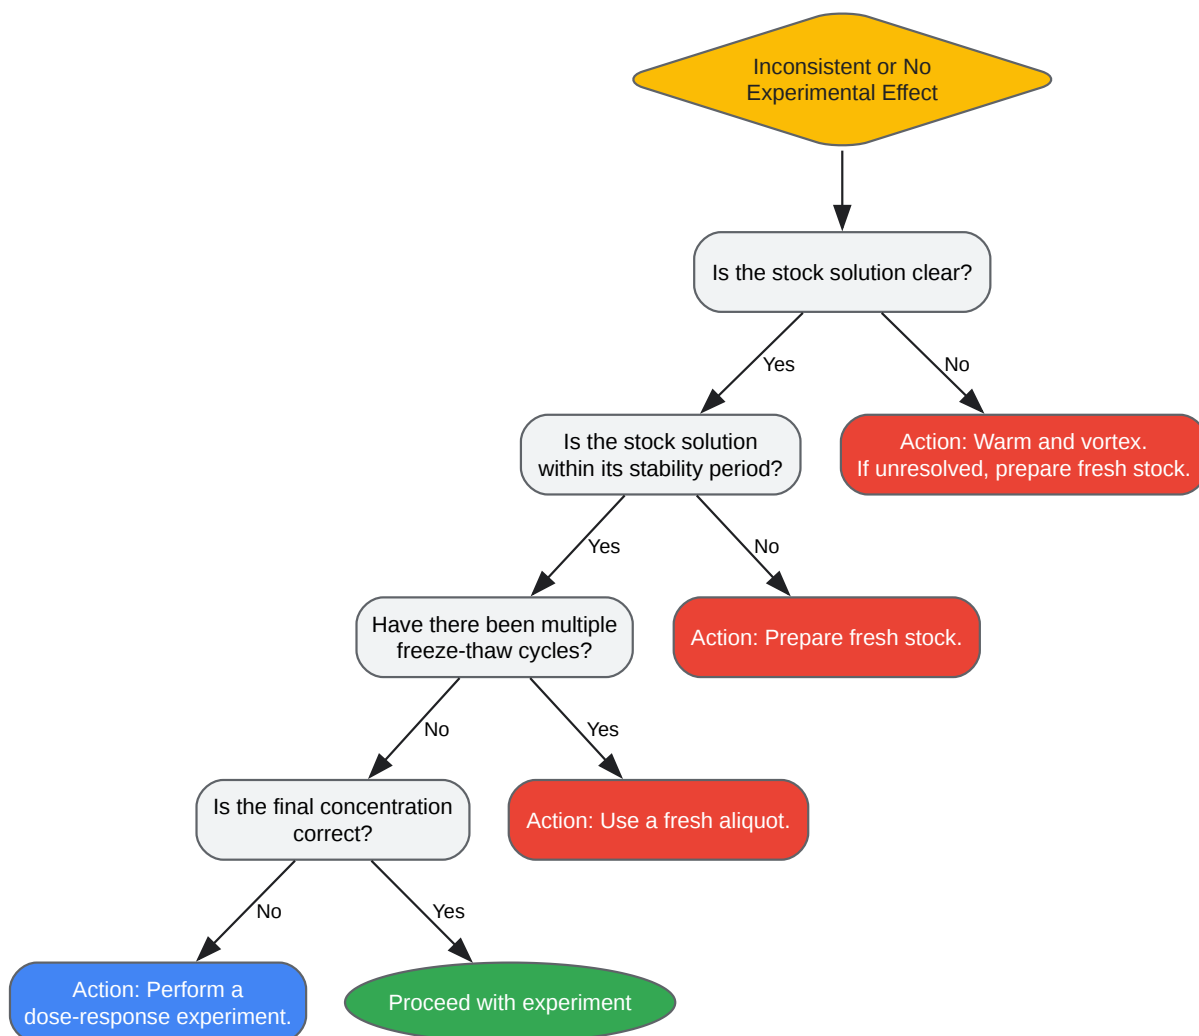 Inconsistent or No
Experimental Effect
Is the stock solution clear?
Yes
No
Is the stock solution
within its stability period?
Action: Warm and vortex.
If unresolved, prepare fresh stock.
Yes
No
Have there been multiple
freeze-thaw cycles?
Action: Prepare fresh stock.
No
Yes
Is the final concentration
correct?
Action: Use a fresh aliquot.
No
Yes
Action: Perform a
dose-response experiment.
Proceed with experiment